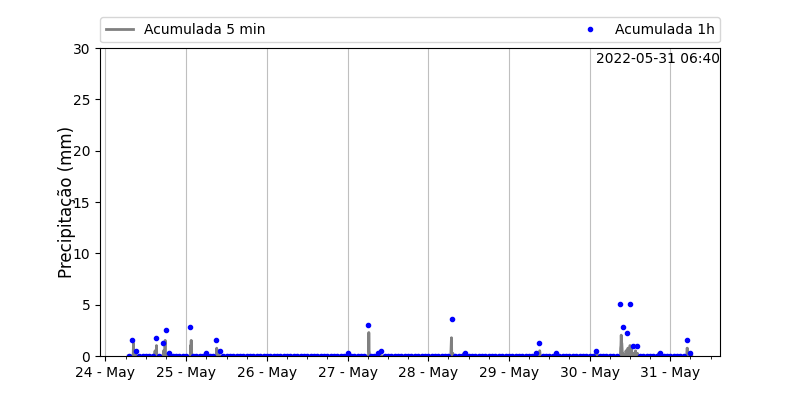 Acumulada 5 min
Acumulada 1h
2022-05-31 06:40
Precipitação (mm)
30
25
20
15
10
5
0
24 - May 25 - May 26 - May 27 - May 28 - May 29 - May 30 - May 31 - May